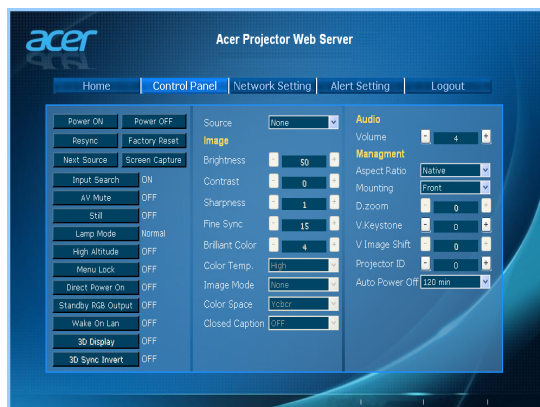 acer
Acer Projector Web Server
Home Control Panel Network Setting Alert Setting Logout
Power ON Power OFF
Resync Factory Reset
Next Source Screen Capture
Input Search ON
AV Mute OFF
Still OFF
Lamp Mode Normal
High Altitude OFF
Menu Lock OFF
Direct Power On OFF
Standby RGB Output OFF
Wake On Lan OFF
3D Display OFF
3D Sync Invert OFF
Source None
Image
Brightness - 50 +
Contrast - 0 +
Sharpness - 1 +
Fine Sync - 15 +
Brilliant Color - 4 +
Color Temp. High
Image Mode None
Color Space Ycbcr
Closed Caption OFF
Audio
Volume - 4 +
Managment
Aspect Ratio Native
Mounting Front
D.zoom - 0 +
V.Keystone - 0 +
V Image Shift - 0 +
Projector ID - 0 +
Auto Power Off 120 min